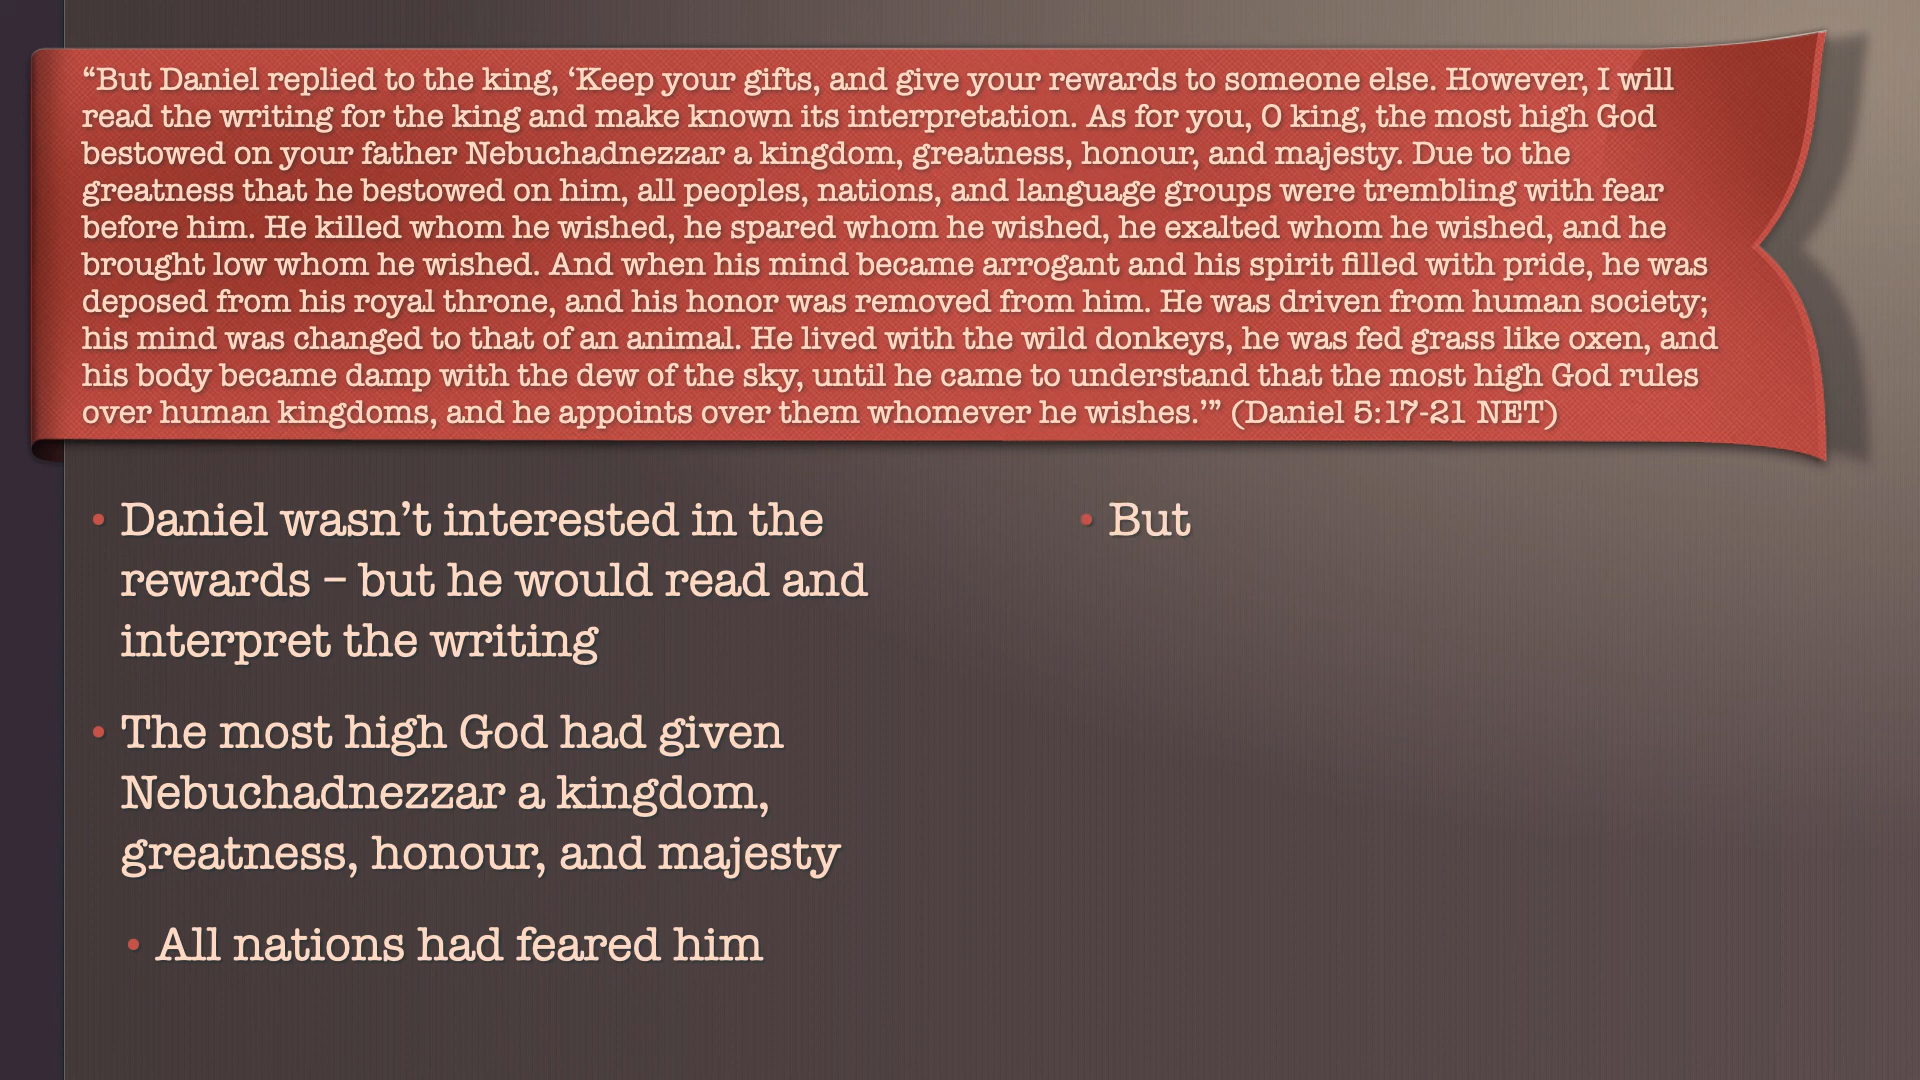 “But Daniel replied to the king, ‘Keep your gifts, and give your rewards to someone else. However, I will
read the writing for the king and make known its interpretation. As for you, O king, the most high God
bestowed on your father Nebuchadnezzar a kingdom, greatness, honour, and majesty. Due to the
greatness that he bestowed on him, all peoples, nations, and language groups were trembling with fear
before him. He killed whom he wished, he spared whom he wished, he exalted whom he wished, and he
brought low whom he wished. And when his mind became arrogant and his spirit filled with pride, he was
deposed from his royal throne, and his honor was removed from him. He was driven from human society;
his mind was changed to that of an animal. He lived with the wild donkeys, he was fed grass like oxen, and
his body became damp with the dew of the sky, until he came to understand that the most high God rules
over human kingdoms, and he appoints over them whomever he wishes.’” (Daniel 5:17-21 NET)
• Daniel wasn’t interested in the
rewards – but he would read and
interpret the writing
• The most high God had given
Nebuchadnezzar a kingdom,
greatness, honour, and majesty
• All nations had feared him
• But